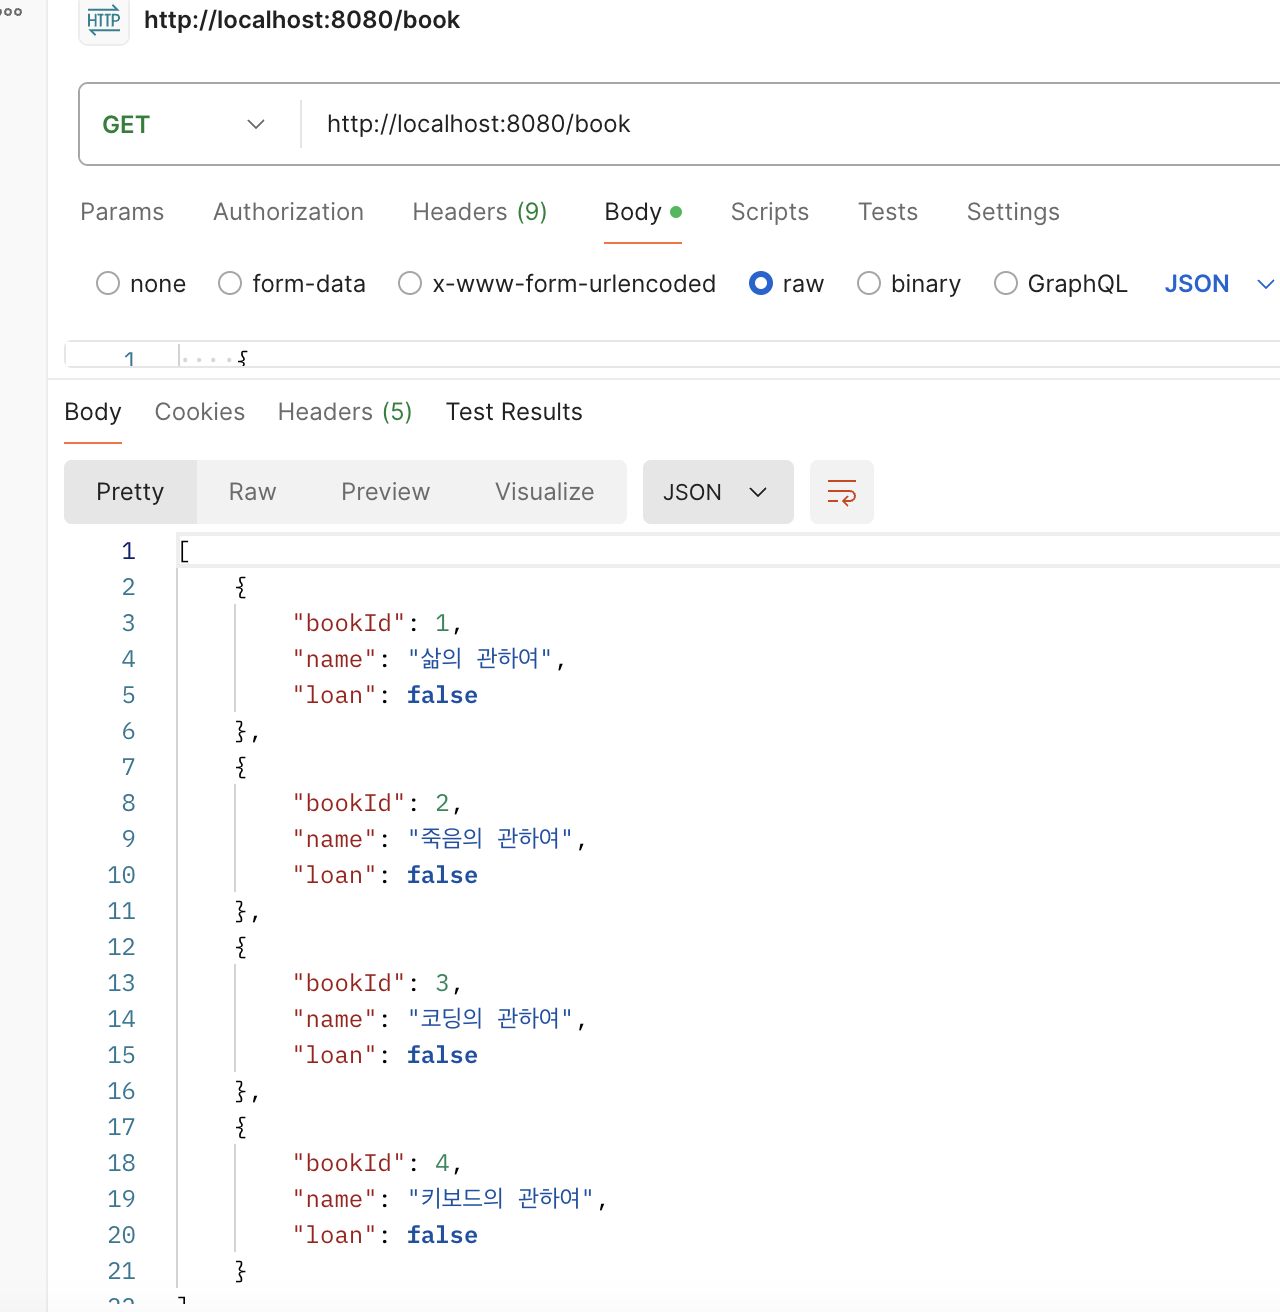 HTTP http://localhost:8080/book
GET http://localhost:8080/book
Params Authorization Headers (9) Body Scripts Tests Settings
none form-data x-www-form-urlencoded raw binary GraphQL JSON
1 {
Body Cookies Headers (5) Test Results
Pretty Raw Preview Visualize JSON
1 [
2 {
3 "bookId": 1,
4 "name": "삶의 관하여",
5 "loan": false
6 },
7 {
8 "bookId": 2,
9 "name": "죽음의 관하여",
10 "loan": false
11 },
12 {
13 "bookId": 3,
14 "name": "코딩의 관하여",
15 "loan": false
16 },
17 {
18 "bookId": 4,
19 "name": "키보드의 관하여",
20 "loan": false
21 }
22 ]